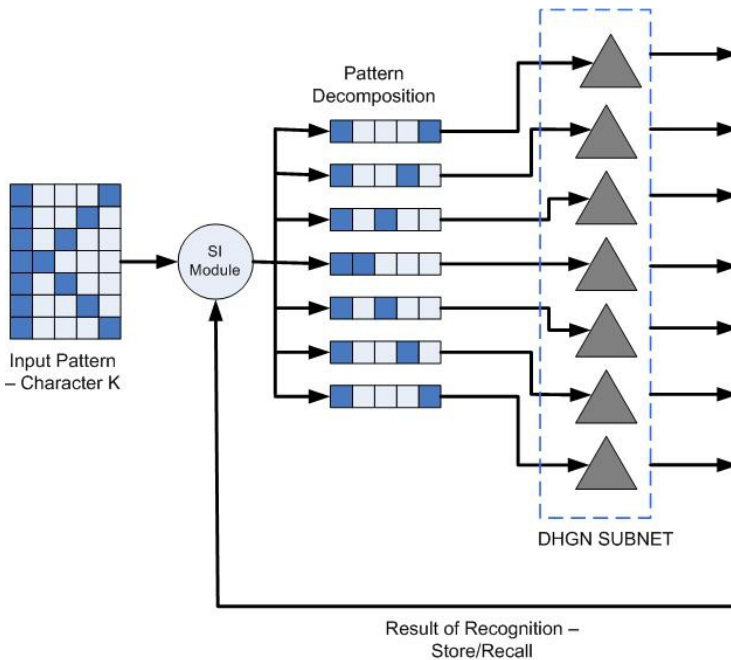 Pattern
Decomposition
SI
Module
Input Pattern
– Character K
DHGN SUBNET
Result of Recognition –
Store/Recall